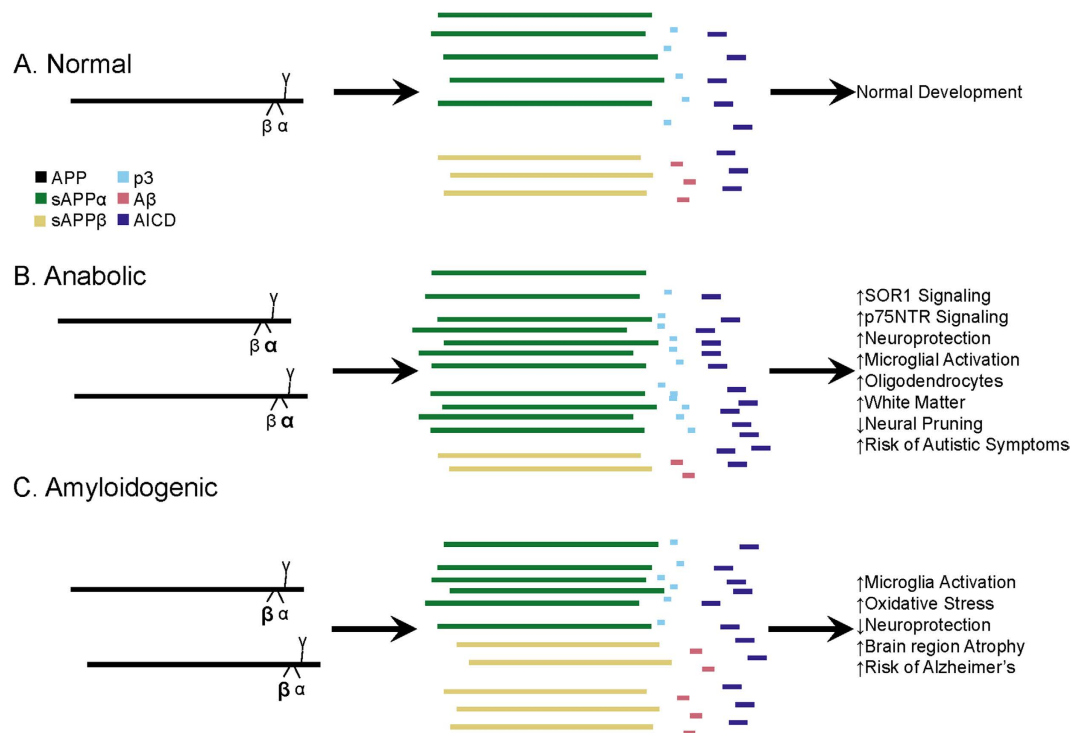 A. Normal
γ
β α
Normal Development
APP
p3
sAPPα
Aβ
sAPPβ
AICD
B. Anabolic
γ
β α
γ
β α
↑SOR1 Signaling
↑p75NTR Signaling
↑Neuroprotection
↑Microglial Activation
↑Oligodendrocytes
↑White Matter
↓Neural Pruning
↑Risk of Autistic Symptoms
C. Amyloidogenic
γ
β α
γ
β α
↑Microglia Activation
↑Oxidative Stress
↓Neuroprotection
↑Brain region Atrophy
↑Risk of Alzheimer's